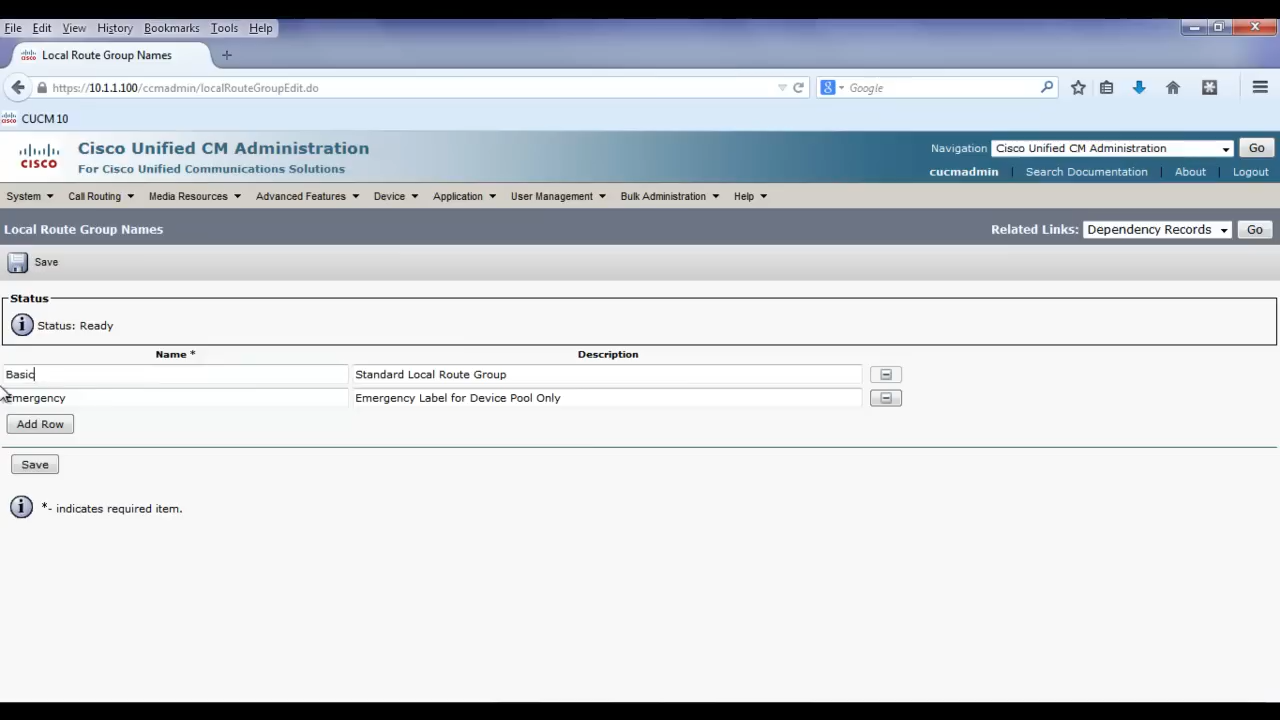 File Edit View History Bookmarks Tools Help
Local Route Group Names
https://10.1.1.100/ccmadmin/localRouteGroupEdit.do
Google
CUCM 10
CISCO
Cisco Unified CM Administration
For Cisco Unified Communications Solutions
Navigation Cisco Unified CM Administration Go
cucmadmin | Search Documentation | About | Logout
System Call Routing Media Resources Advanced Features Device Application User Management Bulk Administration Help
Local Route Group Names Related Links: Dependency Records Go
Save
Status
Status: Ready
Name * Description
Basic Standard Local Route Group
Emergency Emergency Label for Device Pool Only
Add Row
Save
*- indicates required item.